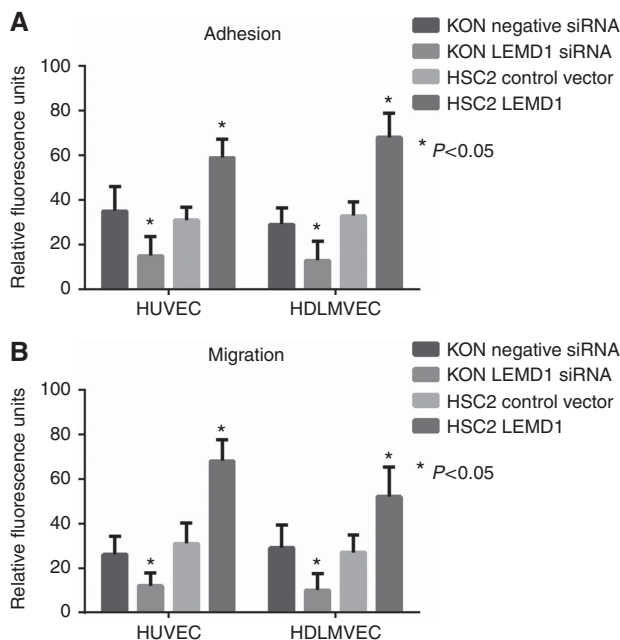 A
Adhesion
KON negative siRNA
KON LEMD1 siRNA
HSC2 control vector
HSC2 LEMD1
* P<0.05
Relative fluorescence units
100
80
60
40
20
0
*
*
*
*
HUVEC
HDLMVEC
B
Migration
KON negative siRNA
KON LEMD1 siRNA
HSC2 control vector
HSC2 LEMD1
* P<0.05
Relative fluorescence units
100
80
60
40
20
0
*
*
*
*
HUVEC
HDLMVEC